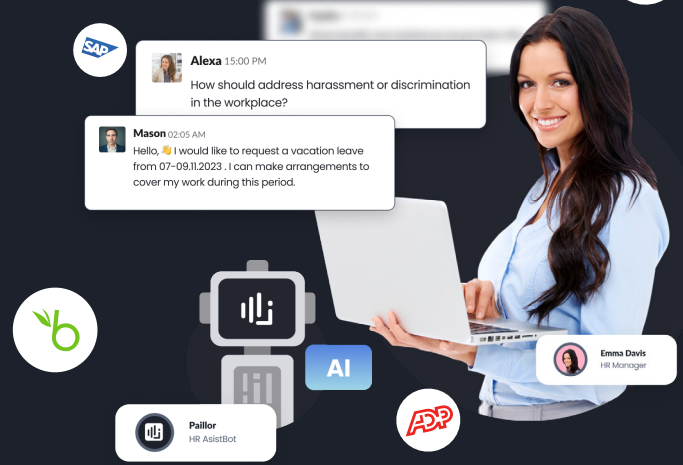 SAP
Alexa 15:00 PM
How should address harassment or discrimination
in the workplace?
Mason 02:05 AM
Hello, 👋 I would like to request a vacation leave
from 07-09.11.2023 . I can make arrangements to
cover my work during this period.
b
AI
Emma Davis
HR Manager
ADP
Paillor
HR AsistBot